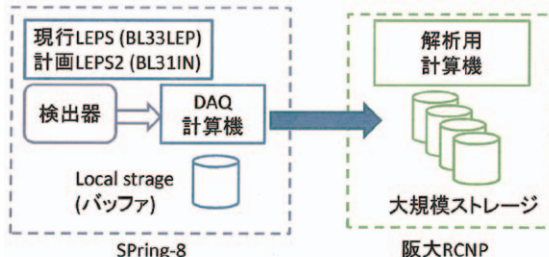 現行LEPS (BL33LEP)
計画LEPS2 (BL31IN)
検出器
DAQ
計算機
Local strage
(バッファ)
SPring-8
解析用
計算機
大規模ストレージ
阪大RCNP